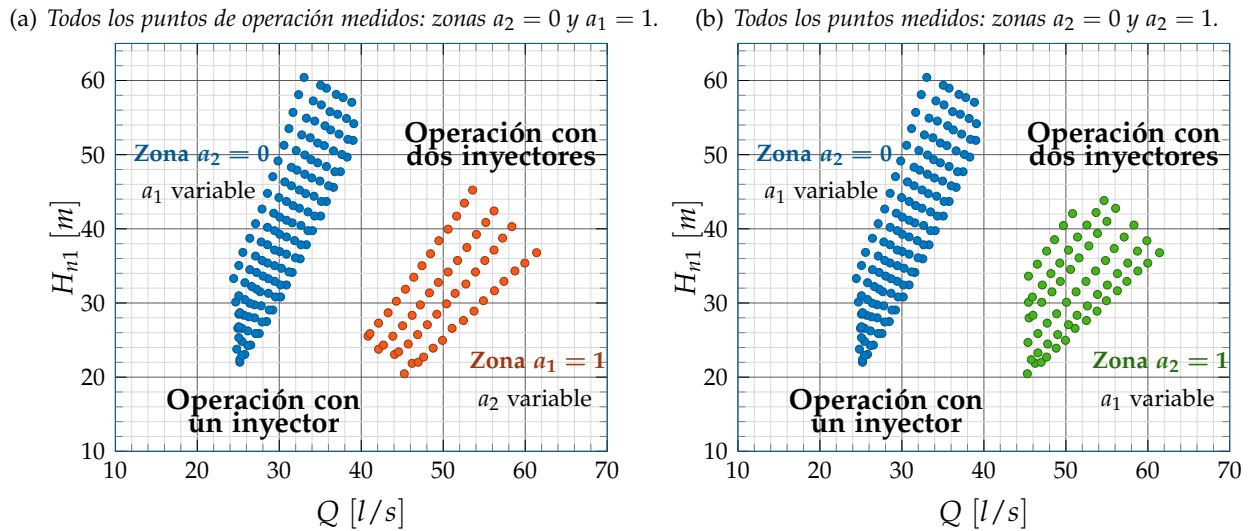 (a) Todos los puntos de operación medidos: zonas a₂ = 0 y a₁ = 1.
60
50
40
30
20
10
H_{n1} [m]
Operación con
dos inyectores
Zona a₂ = 0
a₁ variable
Zona a₁ = 1
a₂ variable
Operación con
un inyector
10 20 30 40 50 60 70
Q [l/s]
(b) Todos los puntos medidos: zonas a₂ = 0 y a₂ = 1.
60
50
40
30
20
10
H_{n1} [m]
Operación con
dos inyectores
Zona a₂ = 0
a₁ variable
Zona a₂ = 1
a₁ variable
Operación con
un inyector
10 20 30 40 50 60 70
Q [l/s]